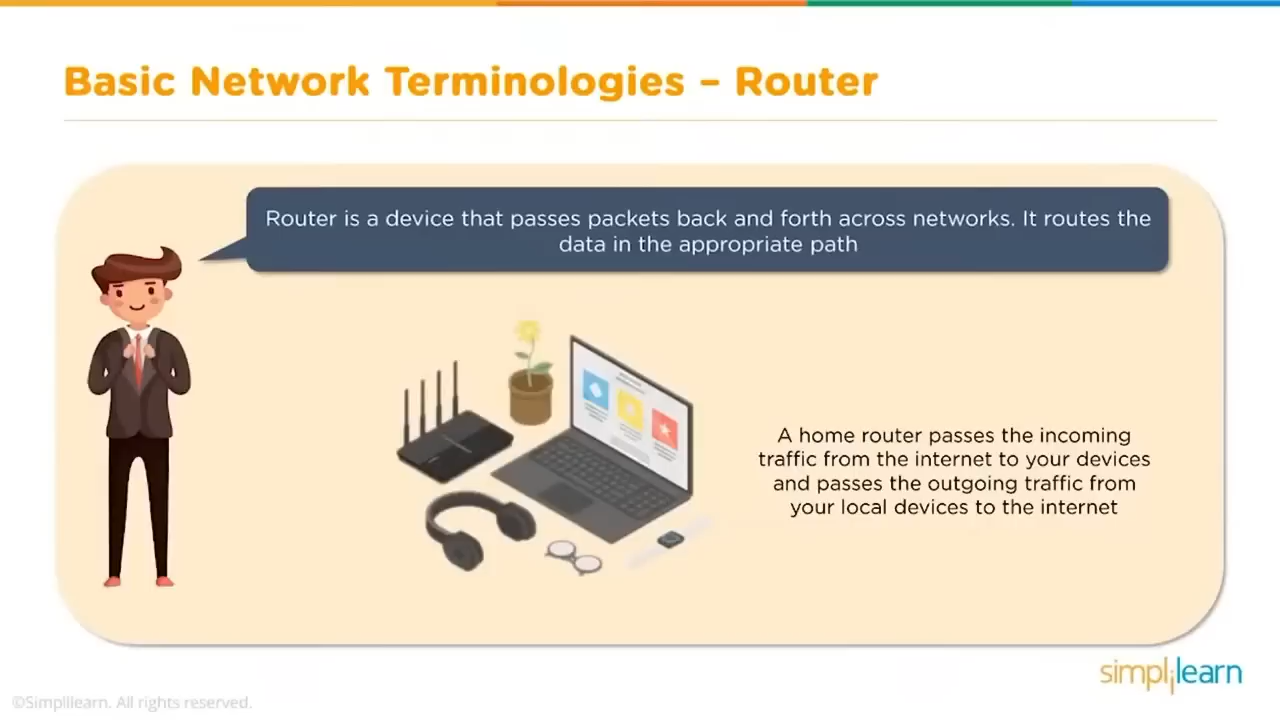 Basic Network Terminologies – Router
Router is a device that passes packets back and forth across networks. It routes the
data in the appropriate path
A home router passes the incoming
traffic from the internet to your devices
and passes the outgoing traffic from
your local devices to the internet
simplilearn
©Simplilearn. All rights reserved.